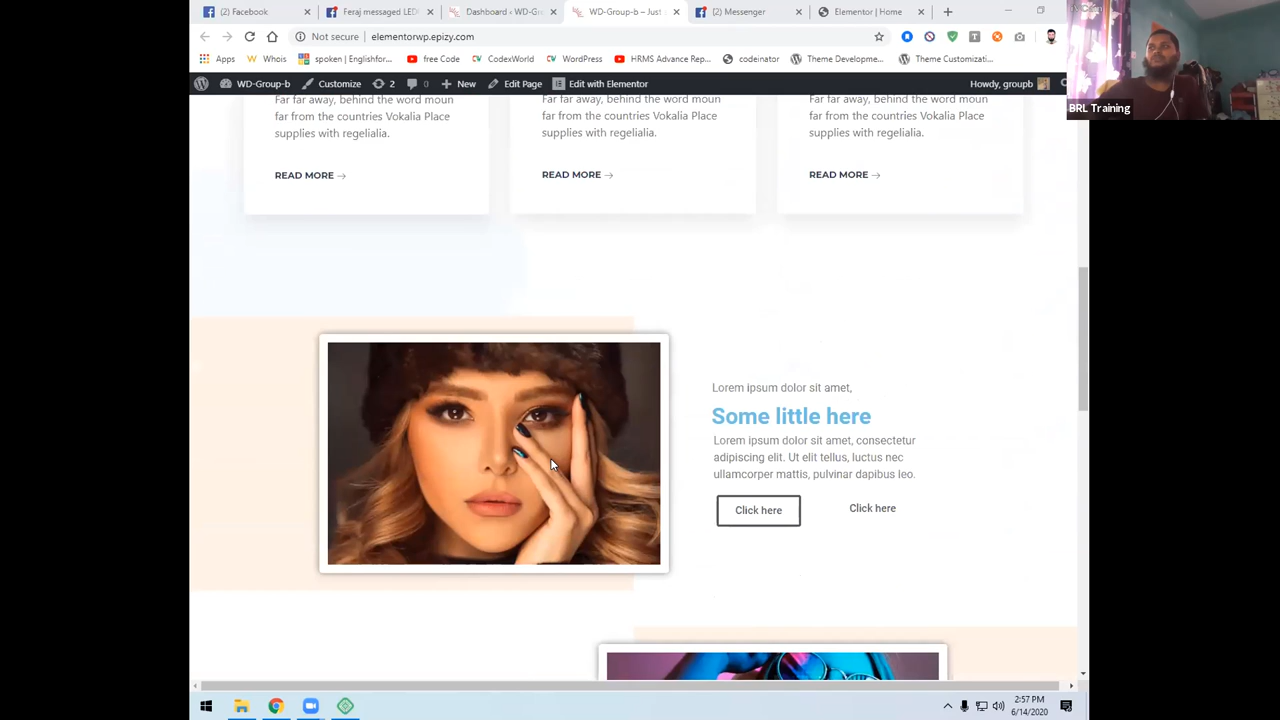 (2) Facebook
Feraj messaged
Dashboard ‹ WD-Gr
WD-Group-b – Just
(2) Messenger
Elementor | Home
Not secure
elementorwp.epizy.com
Apps
Whois
spoken | Englishfor...
free Code
CodexWorld
WordPress
HRMS Advance Rep...
codeinator
Theme Developme...
Theme Customizati...
WD-Group-b
Customize
2
0
New
Edit Page
Edit with Elementor
Howdy, groupb
BRL Training
Far far away, behind the word moun
far from the countries Vokalia Place
supplies with regelialia.
READ MORE
Far far away, behind the word moun
far from the countries Vokalia Place
supplies with regelialia.
READ MORE
Far far away, behind the word moun
far from the countries Vokalia Place
supplies with regelialia.
READ MORE
Lorem ipsum dolor sit amet,
Some little here
Lorem ipsum dolor sit amet, consectetur
adipiscing elit. Ut elit tellus, luctus nec
ullamcorper mattis, pulvinar dapibus leo.
Click here
Click here
2:57 PM
6/14/2020